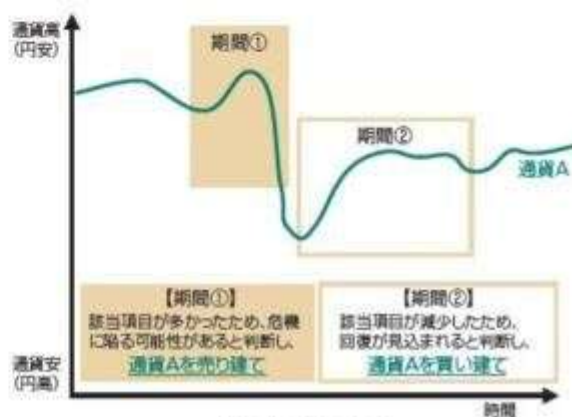 通貨高
(円安)
期間①
期間②
通貨A
【期間①】
該当項目が多かったため、危機
に陥る可能性があると判断し、
通貨Aを売り建て
【期間②】
該当項目が減少したため、
回復が見込まれると判断し、
通貨Aを買い建て
通貨安
(円高)
時間